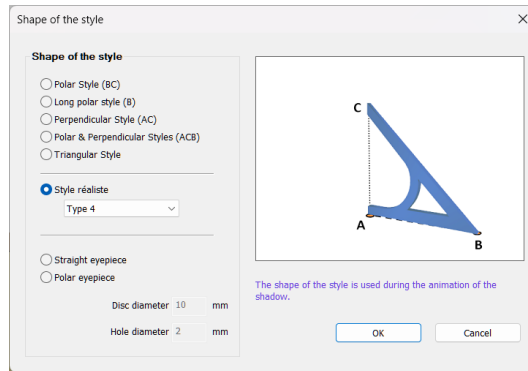 Shape of the style
Shape of the style
Polar Style (BC)
Long polar style (B)
Perpendicular Style (AC)
Polar & Perpendicular Styles (ACB)
Triangular Style
Style réaliste
Type 4
Straight eyepiece
Polar eyepiece
Disc diameter 10 mm
Hole diameter 2 mm
C
A
B
The shape of the style is used during the animation of the
shadow.
OK Cancel